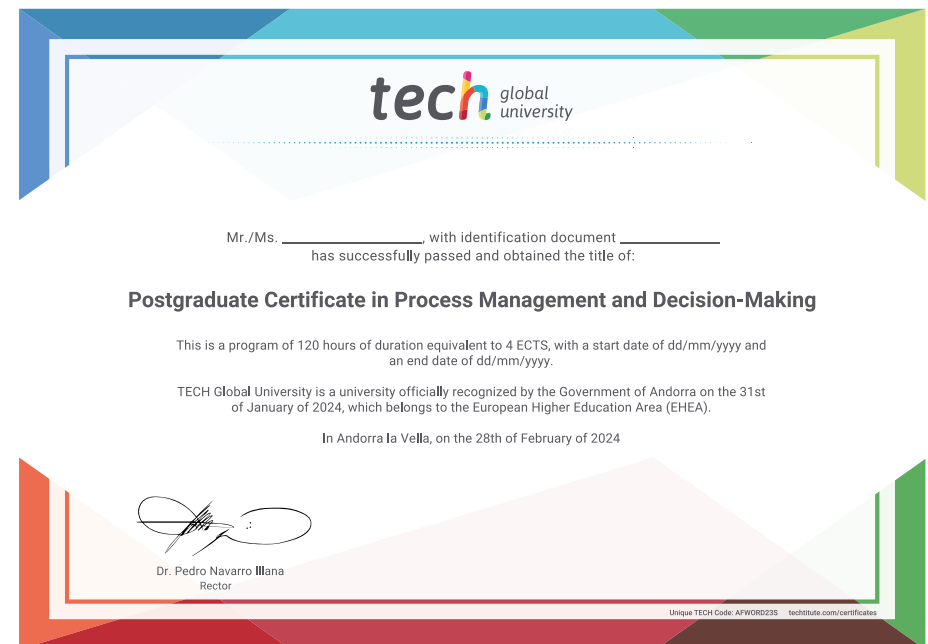 tech global
university
Mr./Ms. ____________, with identification document ____________
has successfully passed and obtained the title of:
Postgraduate Certificate in Process Management and Decision-Making
This is a program of 120 hours of duration equivalent to 4 ECTS, with a start date of dd/mm/yyyy and
an end date of dd/mm/yyyy.
TECH Global University is a university officially recognized by the Government of Andorra on the 31st
of January of 2024, which belongs to the European Higher Education Area (EHEA).
In Andorra la Vella, on the 28th of February of 2024
Dr. Pedro Navarro Illana
Rector
Unique TECH Code: AFWORD23S techtitute.com/certificates